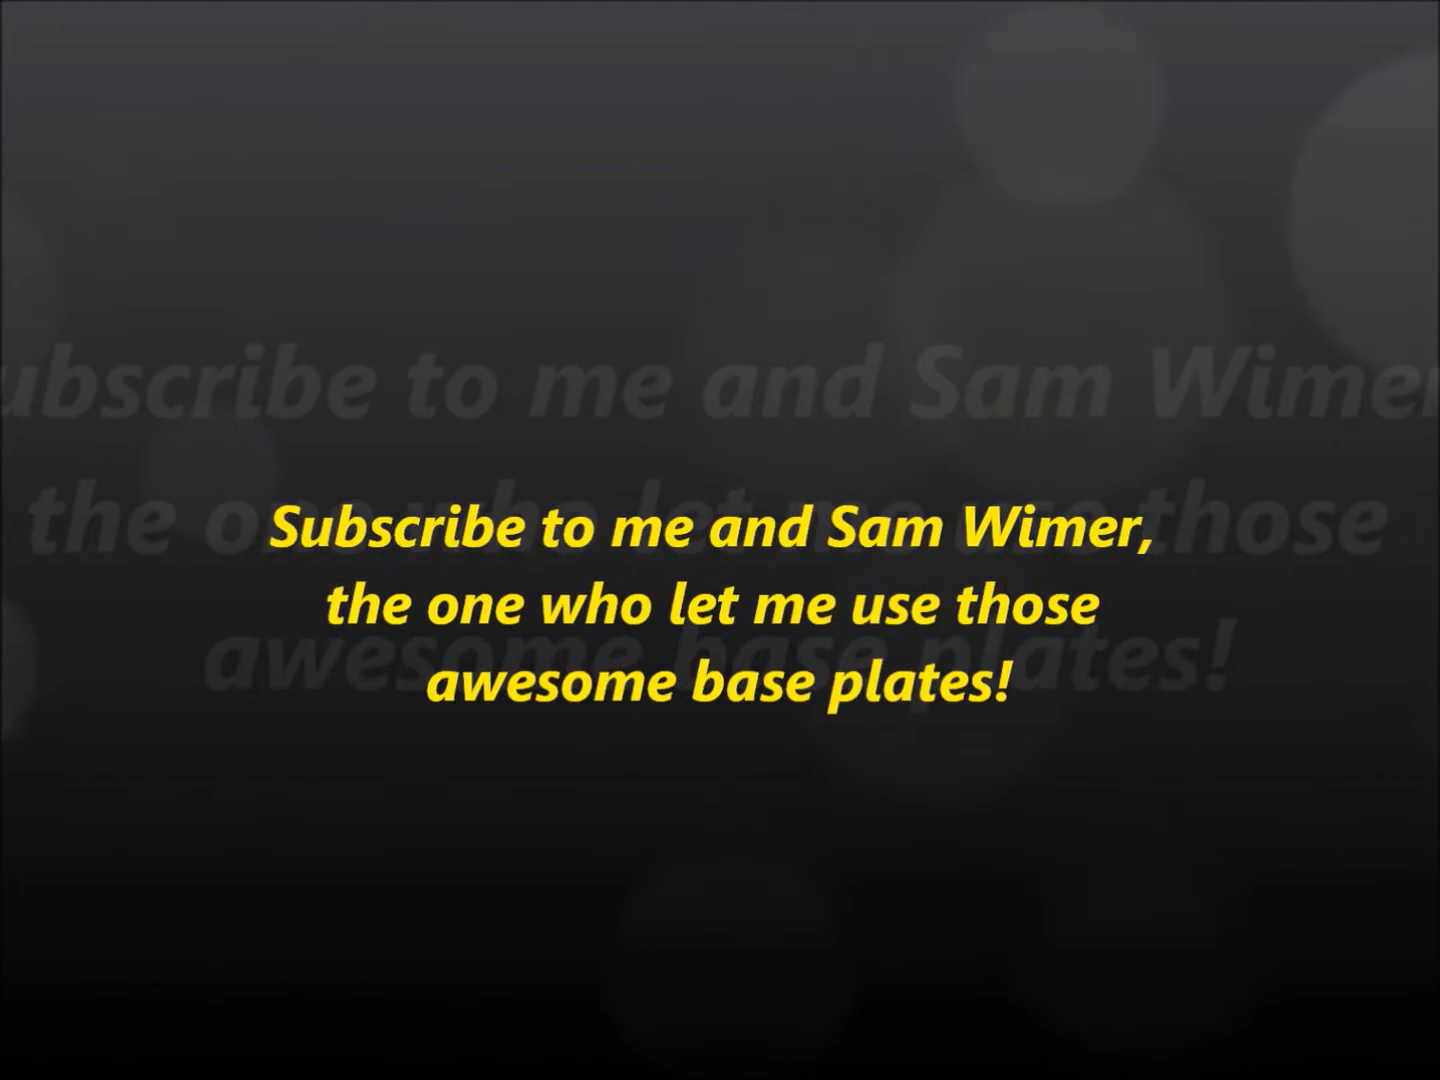 Subscribe to me and Sam Wimer,
the one who let me use those
awesome base plates!